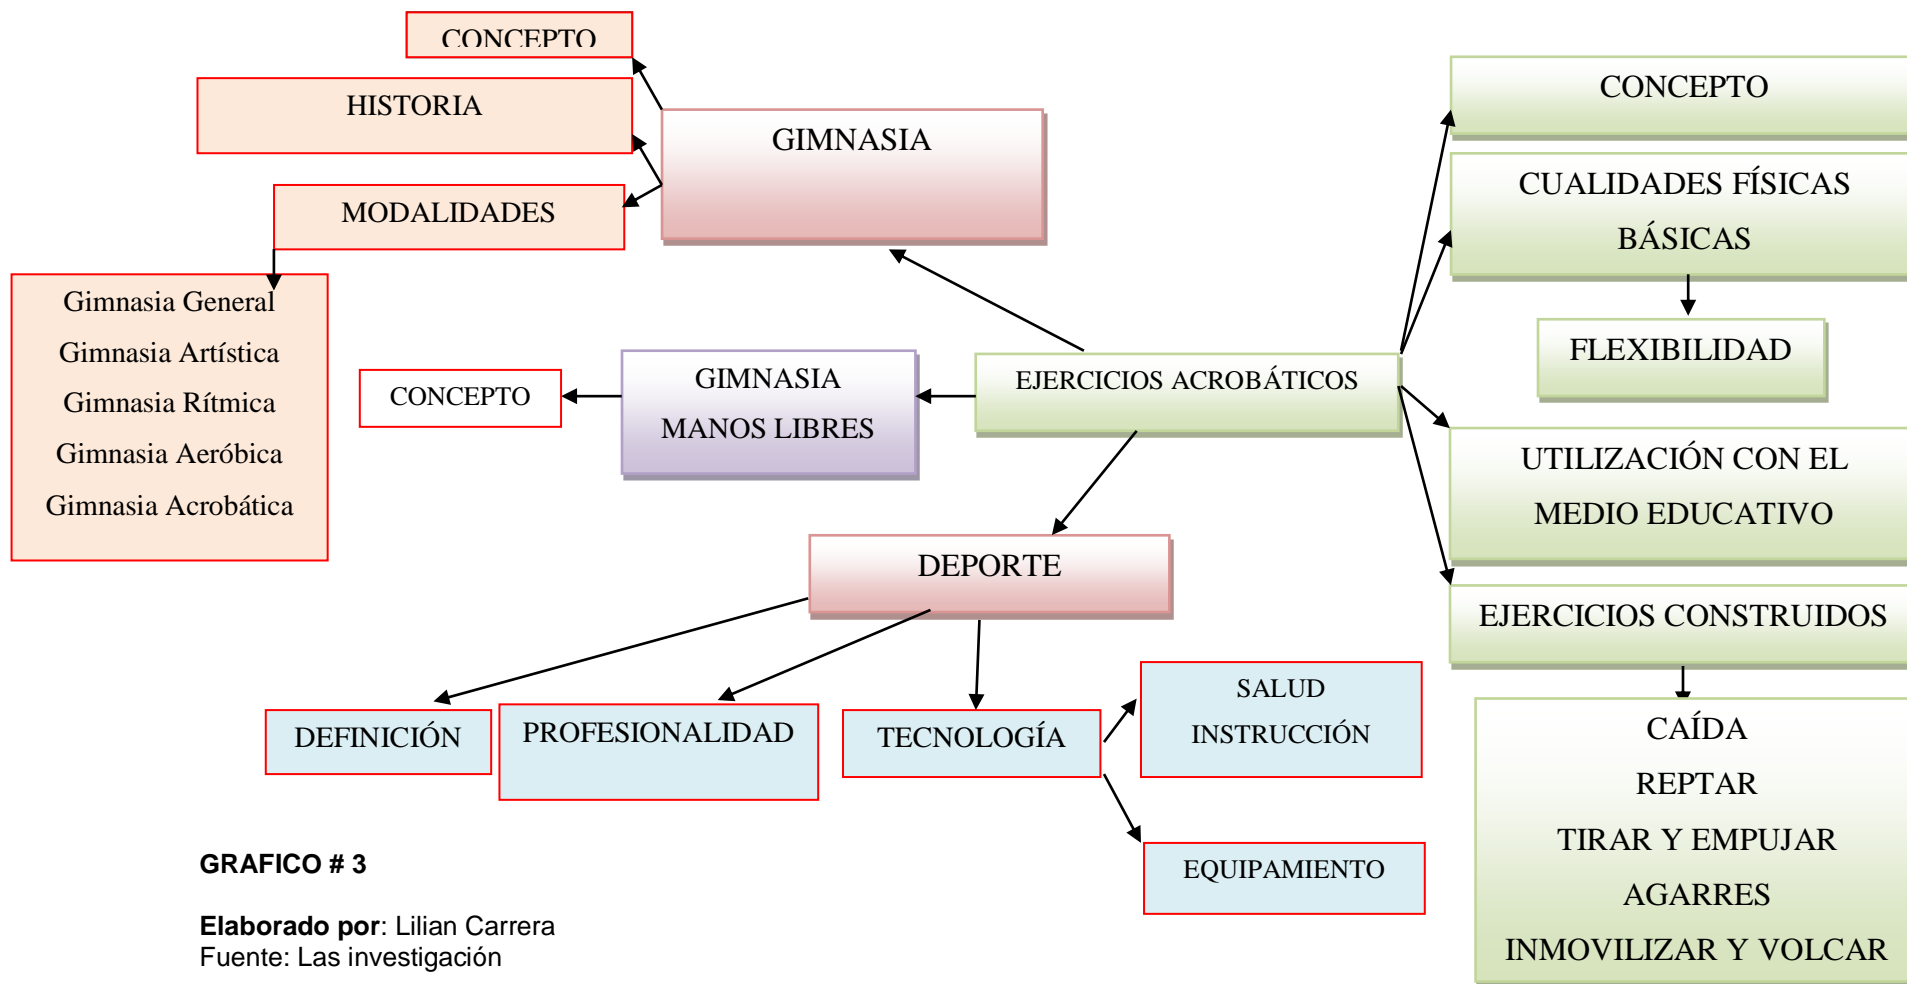 CONCEPTO
HISTORIA
MODALIDADES
Gimnasia General
Gimnasia Artística
Gimnasia Rítmica
Gimnasia Aeróbica
Gimnasia Acrobática
GIMNASIA
CONCEPTO
GIMNASIA
MANOS LIBRES
EJERCICIOS ACROBÁTICOS
CONCEPTO
CUALIDADES FÍSICAS
BÁSICAS
FLEXIBILIDAD
UTILIZACIÓN CON EL
MEDIO EDUCATIVO
EJERCICIOS CONSTRUIDOS
CAÍDA
REPTAR
TIRAR Y EMPUJAR
AGARRES
INMOVILIZAR Y VOLCAR
DEPORTE
DEFINICIÓN
PROFESIONALIDAD
TECNOLOGÍA
SALUD
INSTRUCCIÓN
EQUIPAMIENTO
GRAFICO # 3
Elaborado por: Lilian Carrera
Fuente: Las investigación